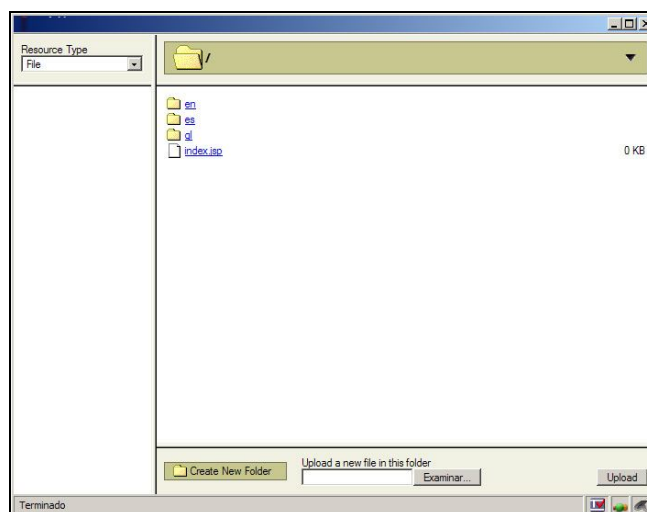 Resource Type
File
/
en
es
gl
index.jsp 0 KB
Create New Folder
Upload a new file in this folder
Examinar...
Upload
Terminado